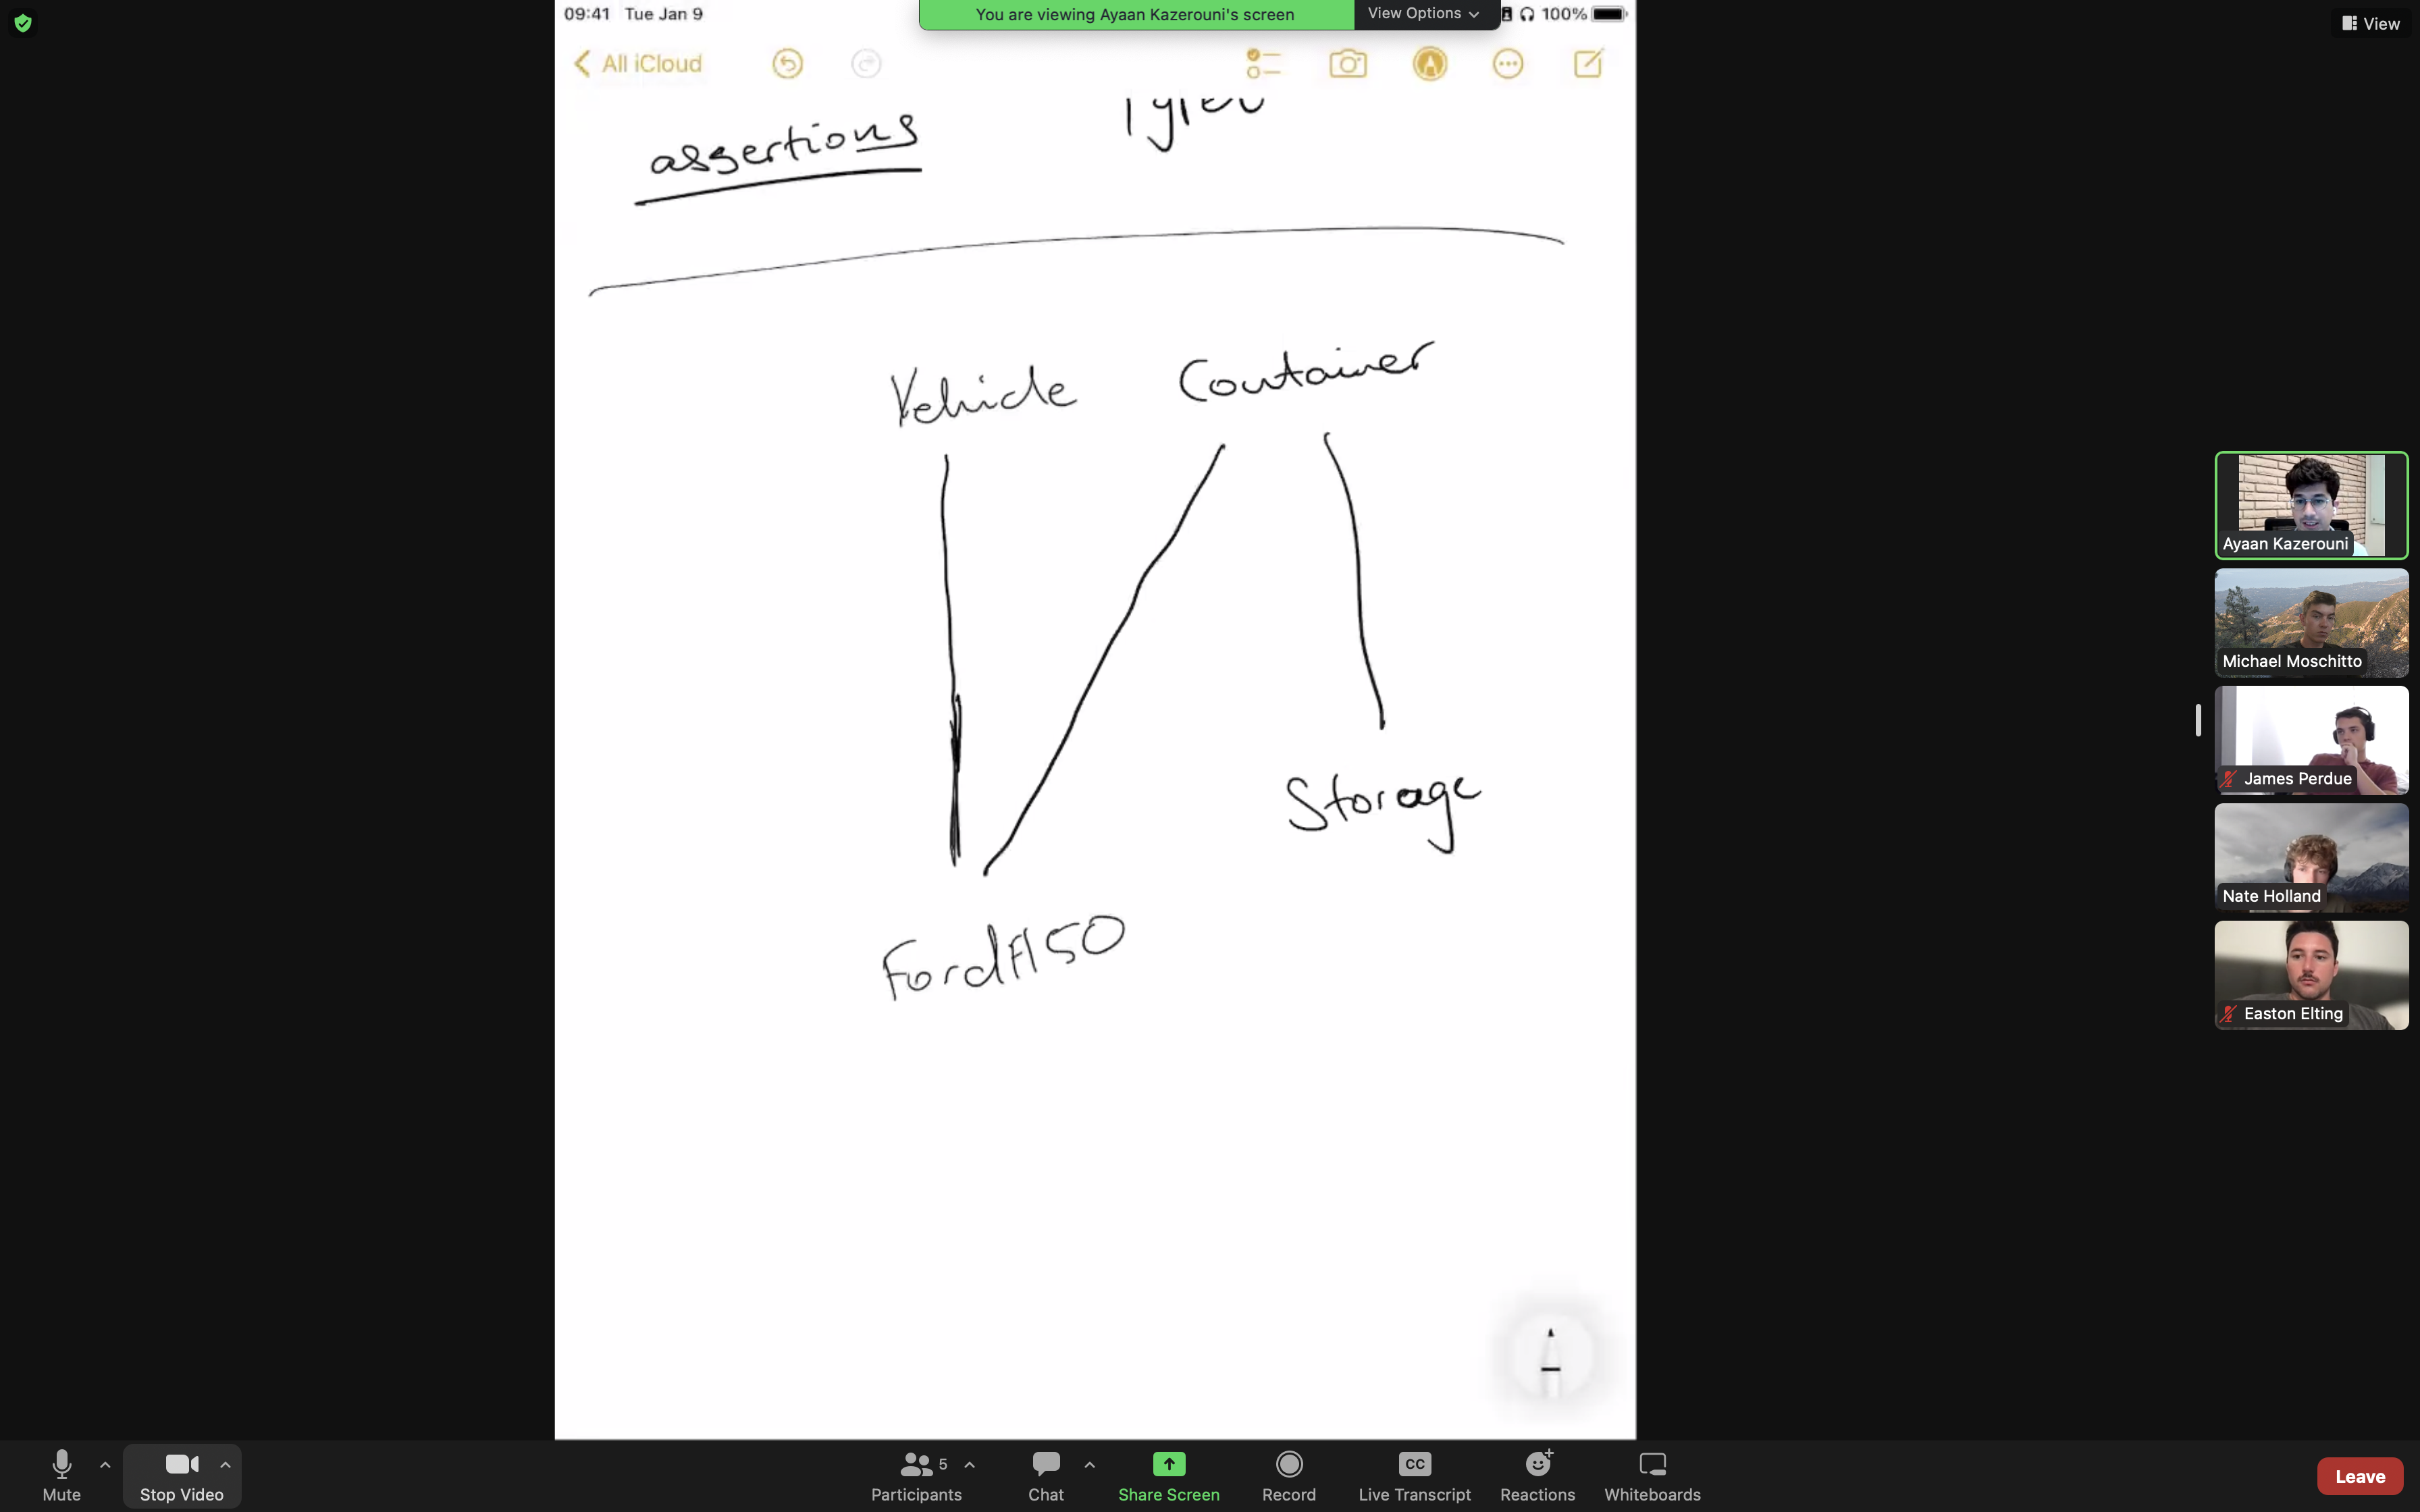 09:41 Tue Jan 9
You are viewing Ayaan Kazerouni's screen
View Options
100%
View
All iCloud
assertions
Vehicle
Container
Storage
FordF150
Ayaan Kazerouni
Michael Moschitto
James Perdue
Nate Holland
Easton Elting
Mute
Stop Video
5
Participants
Chat
Share Screen
Record
CC
Live Transcript
Reactions
Whiteboards
Leave